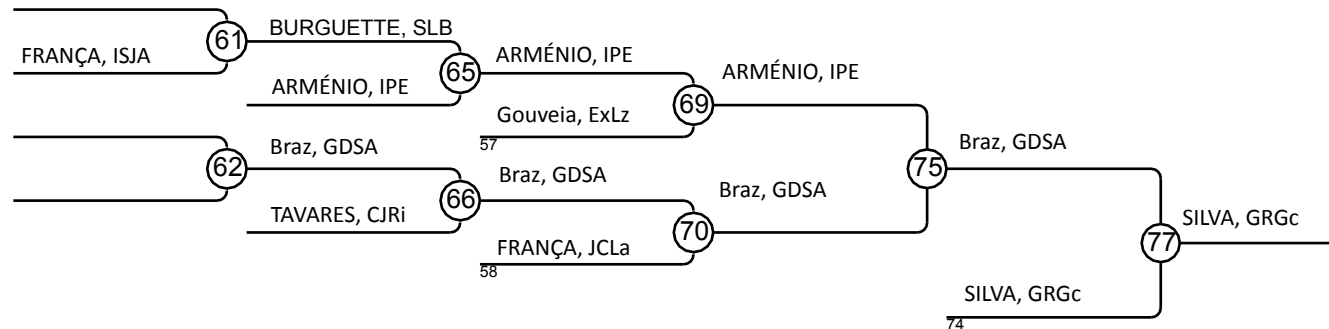 61
BURGUETTE, SLB
FRANÇA, ISJA
65
ARMÉNIO, IPE
ARMÉNIO, IPE
69
ARMÉNIO, IPE
Gouveia, ExLz
57
62
Braz, GDSA
75
Braz, GDSA
66
Braz, GDSA
TAVARES, CJRi
70
Braz, GDSA
FRANÇA, JCLa
58
77
SILVA, GRGc
SILVA, GRGc
74